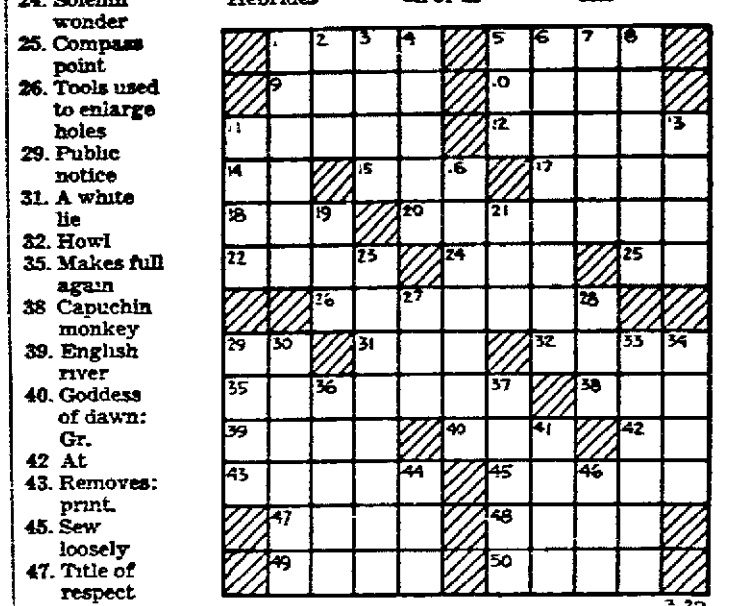 24. Solemn
wonder
25. Compass
point
26. Tools used
to enlarge
holes
29. Public
notice
31. A white
lie
32. Howl
35. Makes full
again
38 Capuchin
monkey
39. English
river
40. Goddess
of dawn:
Gr.
42 At
43. Removes:
print.
45. Sew
loosely
47. Title of
respect
Hebrides
1 2 3 4 5 6 7 8
9 10
11 12 13
14 15 16 17
18 19 20 21
22 23 24 25
26 27 28
29 30 31 32 33 34
35 36 37 38
39 40 41 42
43 44 45 46
47 48
49 50